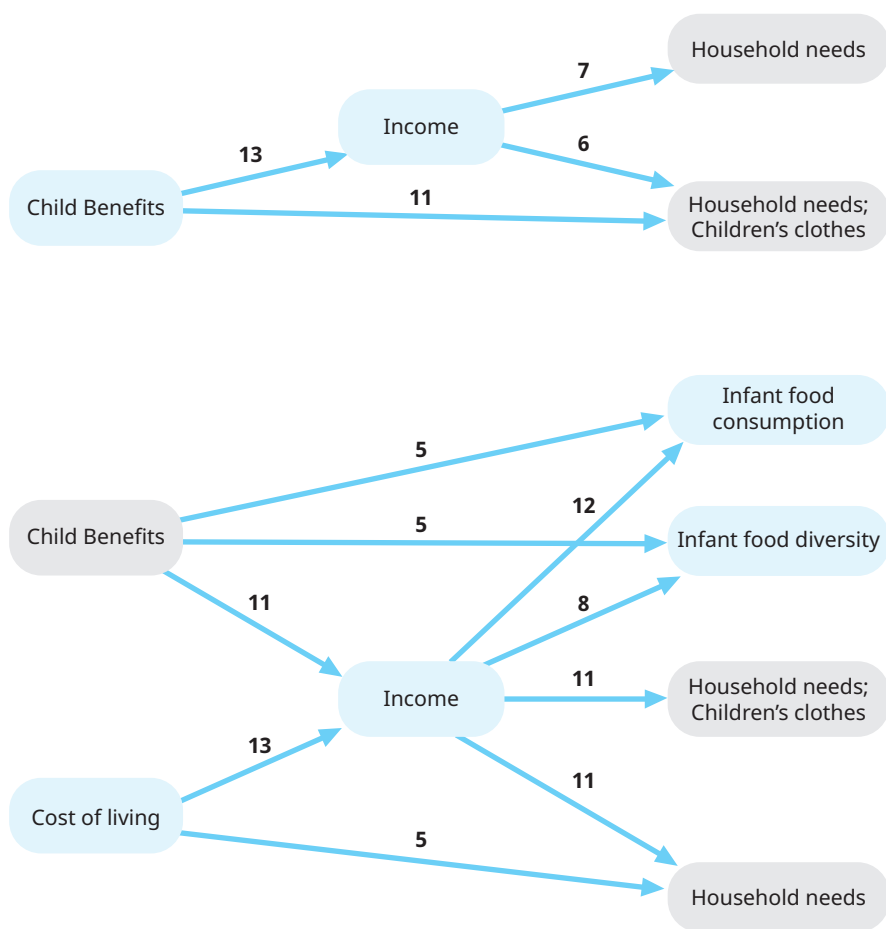 Household needs
7
Income
13
6
Child Benefits
11
Household needs;
Children’s clothes
Infant food
consumption
5
12
Child Benefits
5
Infant food diversity
11
8
Income
11
Household needs;
Children’s clothes
13
11
Cost of living
5
Household needs